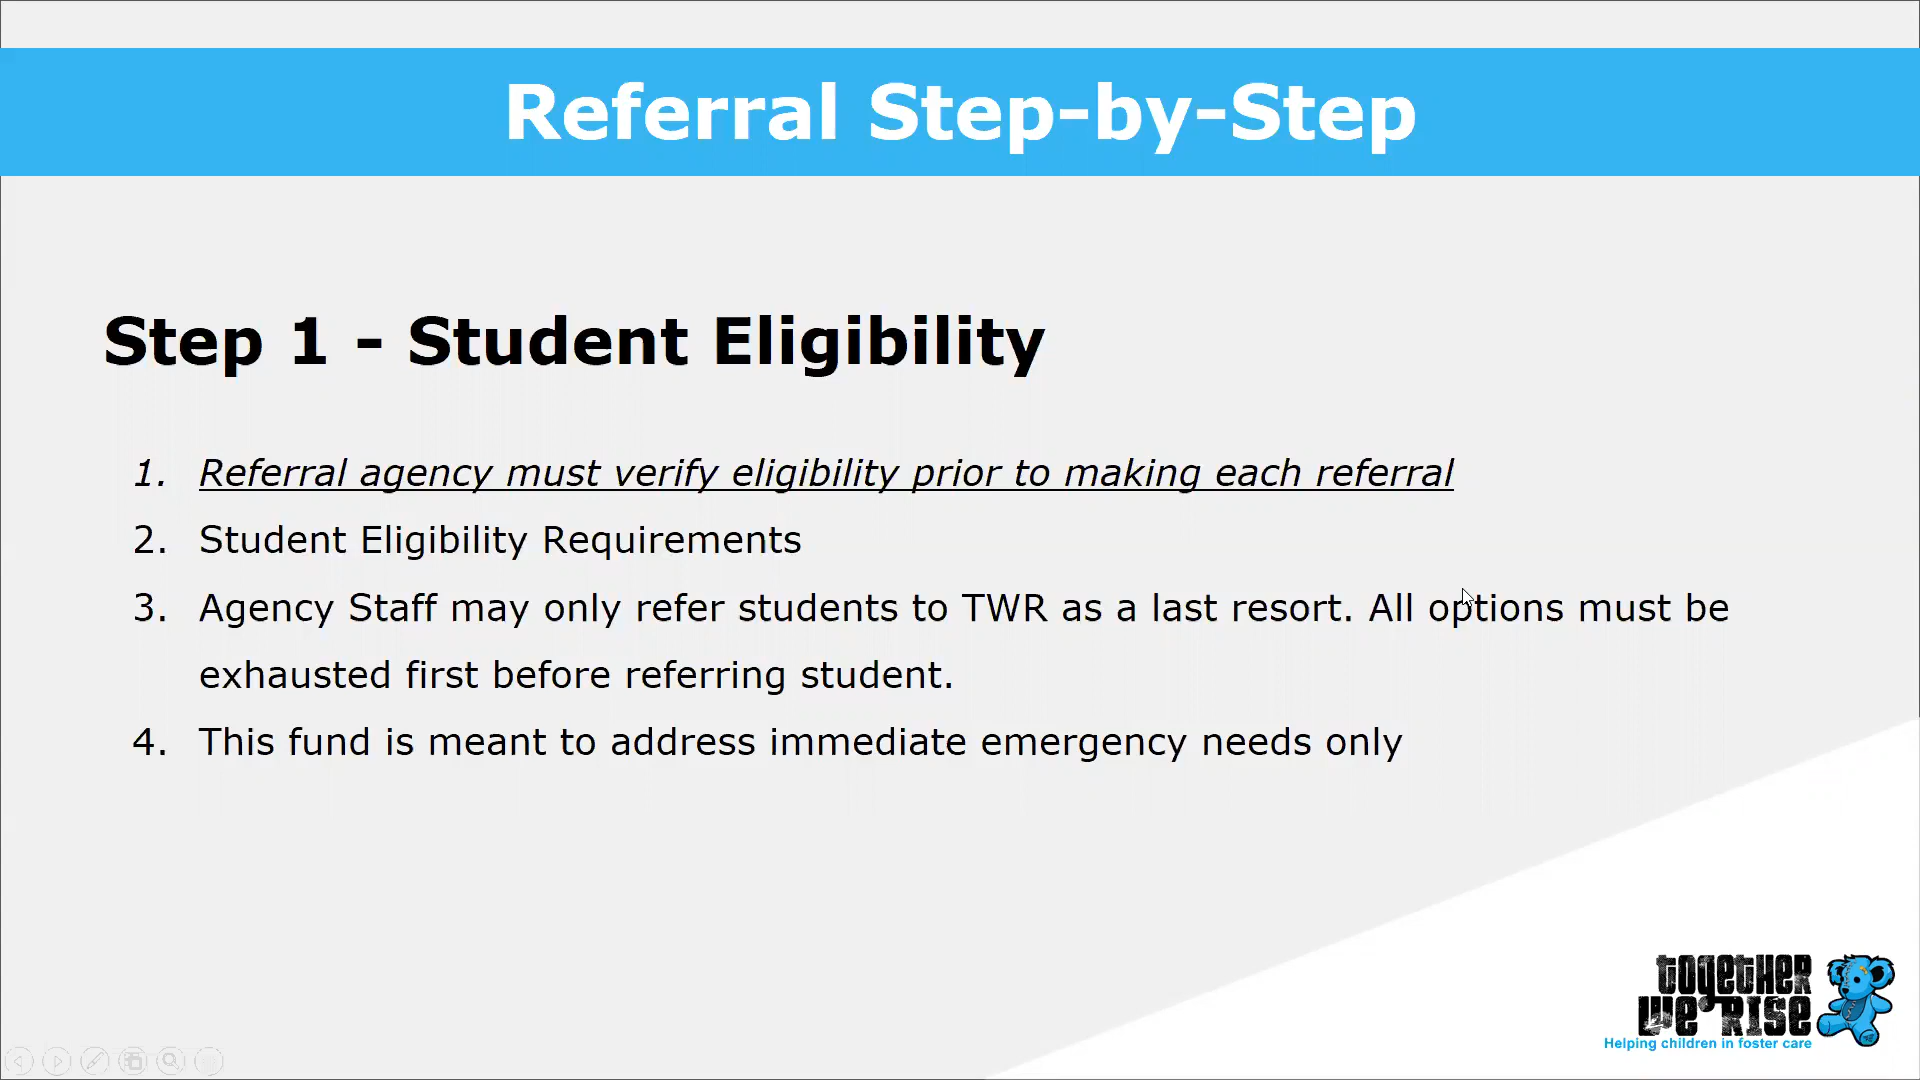 Referral Step-by-Step
Step 1 - Student Eligibility
1. Referral agency must verify eligibility prior to making each referral
2. Student Eligibility Requirements
3. Agency Staff may only refer students to TWR as a last resort. All options must be
exhausted first before referring student.
4. This fund is meant to address immediate emergency needs only
together
we rise
Helping children in foster care